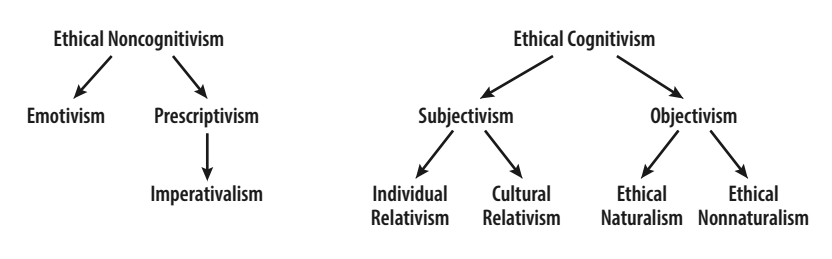 Ethical Noncognitivism
Ethical Cognitivism
Emotivism
Prescriptivism
Subjectivism
Objectivism
Imperativalism
Individual
Relativism
Cultural
Relativism
Ethical
Naturalism
Ethical
Nonnaturalism